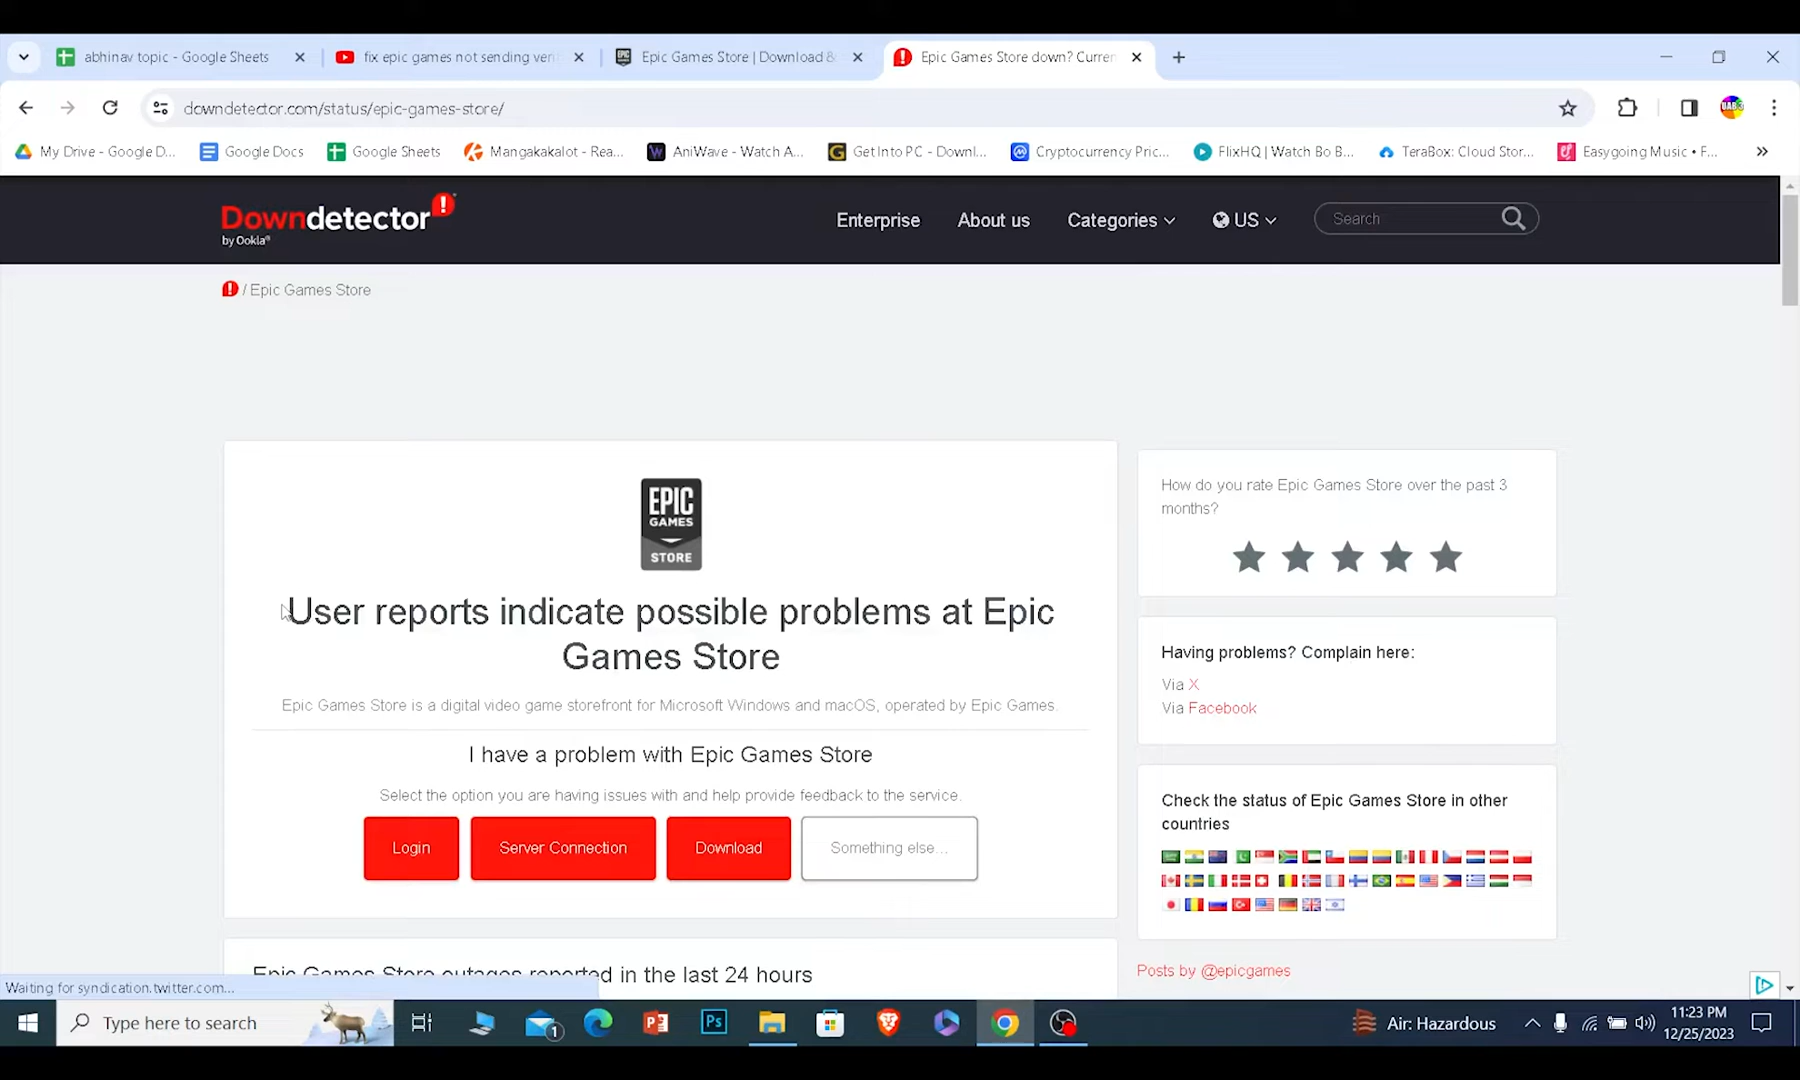 abhinav topic - Google Sheets
fix epic games not sending veri
Epic Games Store | Download &
Epic Games Store down? Curren
downdetector.com/status/epic-games-store/
My Drive - Google D...
Google Docs
Google Sheets
Mangakakalot - Rea...
AniWave - Watch A...
Get Into PC - Downl...
Cryptocurrency Pric...
FlixHQ | Watch Bo B...
TeraBox: Cloud Stor...
Easygoing Music • F...
Downdetector
by Ookla®
Enterprise
About us
Categories
US
Search
/ Epic Games Store
EPIC
GAMES
STORE
User reports indicate possible problems at Epic
Games Store
Epic Games Store is a digital video game storefront for Microsoft Windows and macOS, operated by Epic Games.
I have a problem with Epic Games Store
Select the option you are having issues with and help provide feedback to the service.
Login
Server Connection
Download
Something else...
Epic Games Store outages reported in the last 24 hours
How do you rate Epic Games Store over the past 3
months?
Having problems? Complain here:
Via X
Via Facebook
Check the status of Epic Games Store in other
countries
Posts by @epicgames
Waiting for syndication.twitter.com...
Type here to search
1
Ps
Air: Hazardous
11:23 PM
12/25/2023